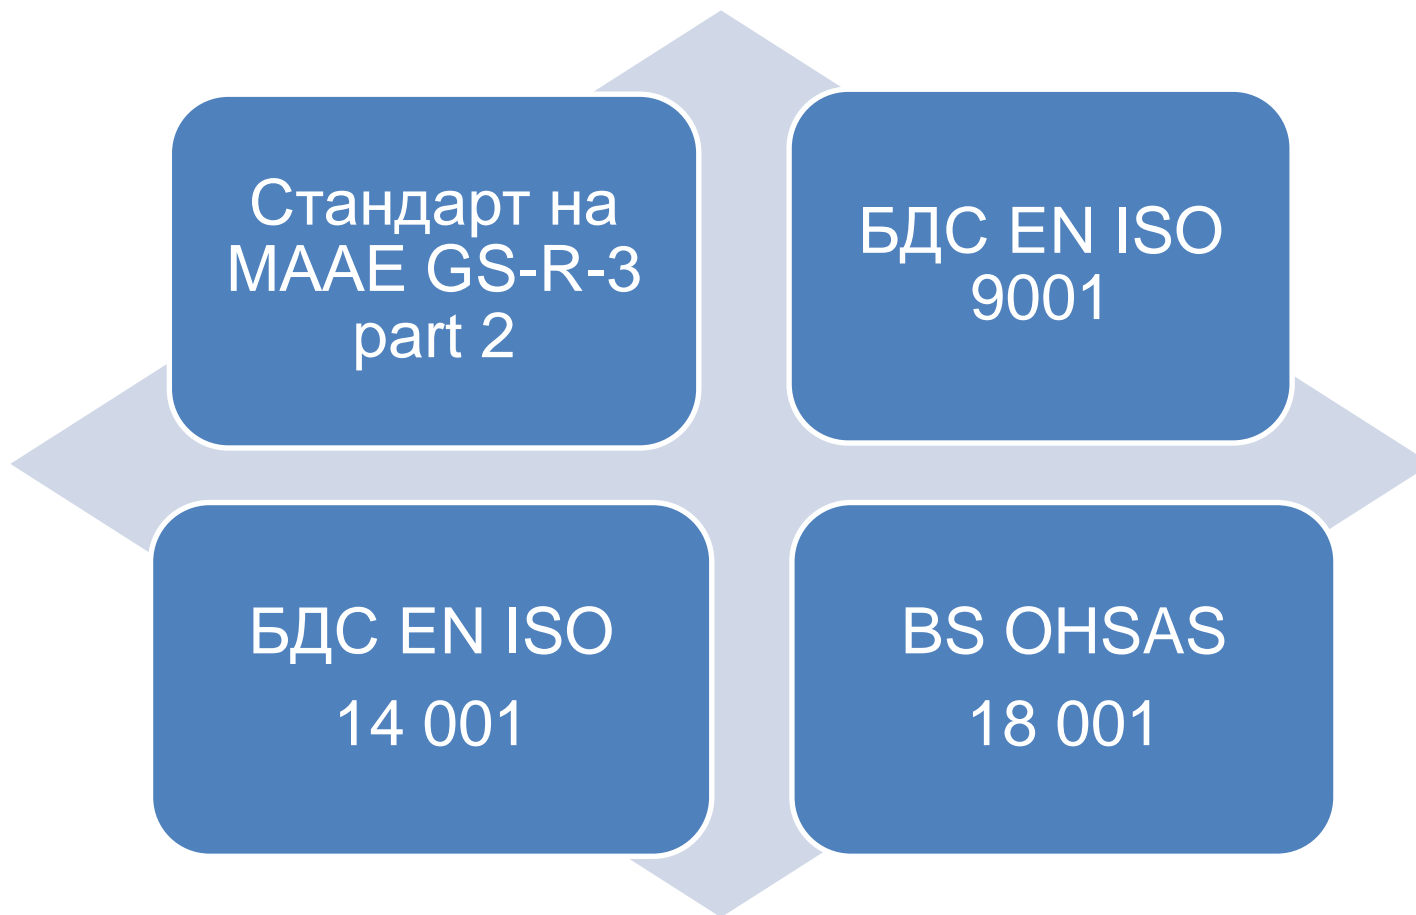 Стандарт на
МААЕ GS-R-3
part 2
БДС EN ISO
9001
БДС EN ISO
14 001
BS OHSAS
18 001